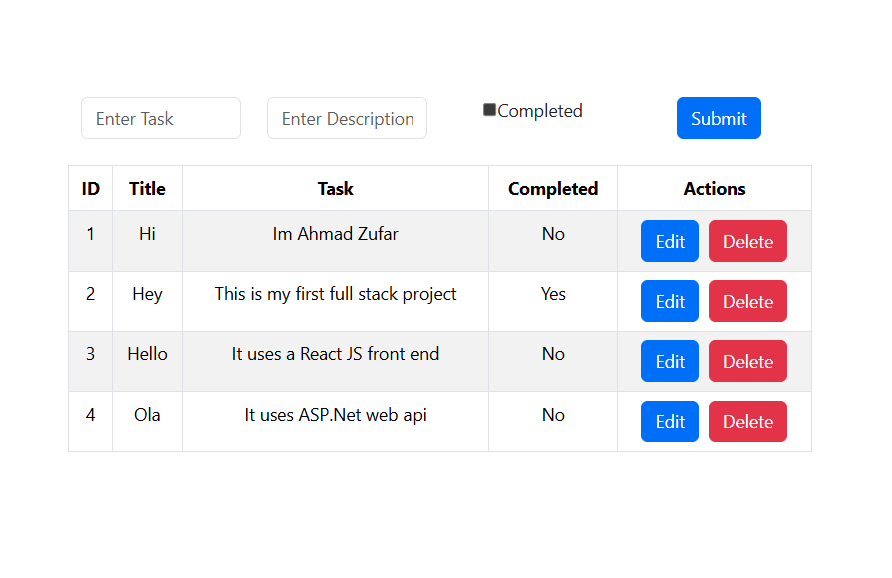 Enter Task Enter Description Completed Submit
ID Title Task Completed Actions
1 Hi Im Ahmad Zufar No Edit Delete
2 Hey This is my first full stack project Yes Edit Delete
3 Hello It uses a React JS front end No Edit Delete
4 Ola It uses ASP.Net web api No Edit Delete